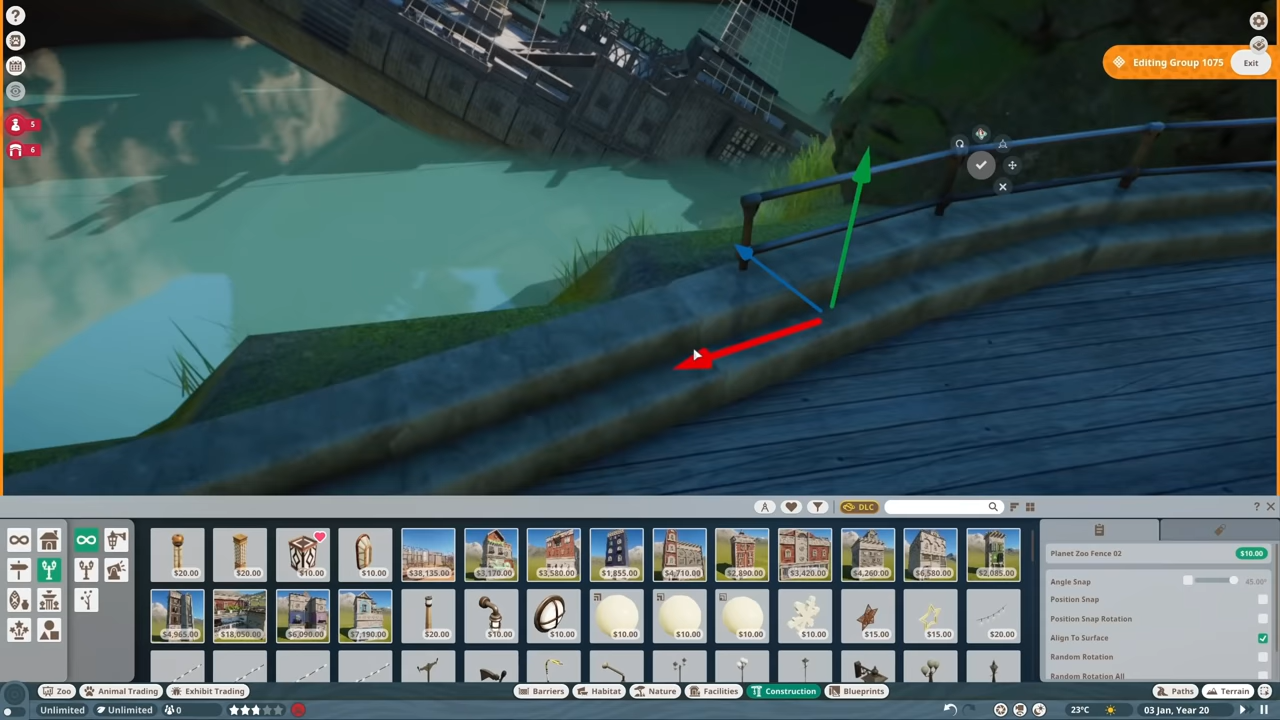 ?
Editing Group 1075
Exit
5
6
DLC
?
$20.00
$20.00
$10.00
$10.00
$38,135.00
$3,170.00
$3,580.00
$1,855.00
$4,710.00
$2,890.00
$3,420.00
$4,260.00
$6,580.00
$2,085.00
Planet Zoo Fence 02
$10.00
Angle Snap
45.00°
Position Snap
Position Snap Rotation
Align To Surface
Random Rotation
Random Rotation All
$4,965.00
$18,050.00
$6,090.00
$7,190.00
$20.00
$10.00
$10.00
$10.00
$10.00
$10.00
$10.00
$15.00
$15.00
$20.00
Zoo
Animal Trading
Exhibit Trading
Barriers
Habitat
Nature
Facilities
Construction
Blueprints
Paths
Terrain
Unlimited
Unlimited
0
23°C
03 Jan, Year 20